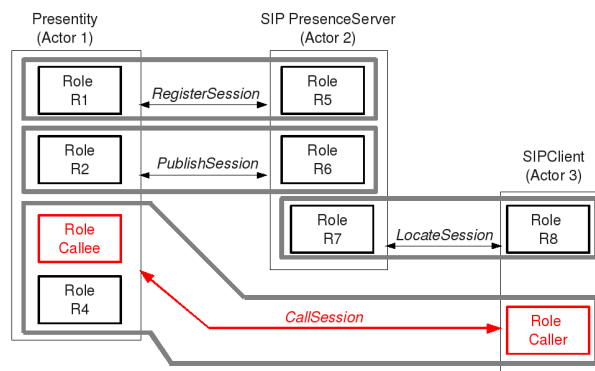 Presentity
(Actor 1)
SIP PresenceServer
(Actor 2)
Role
R1
RegisterSession
Role
R5
Role
R2
PublishSession
Role
R6
SIPClient
(Actor 3)
Role
Callee
Role
R7
LocateSession
Role
R8
Role
R4
CallSession
Role
Caller